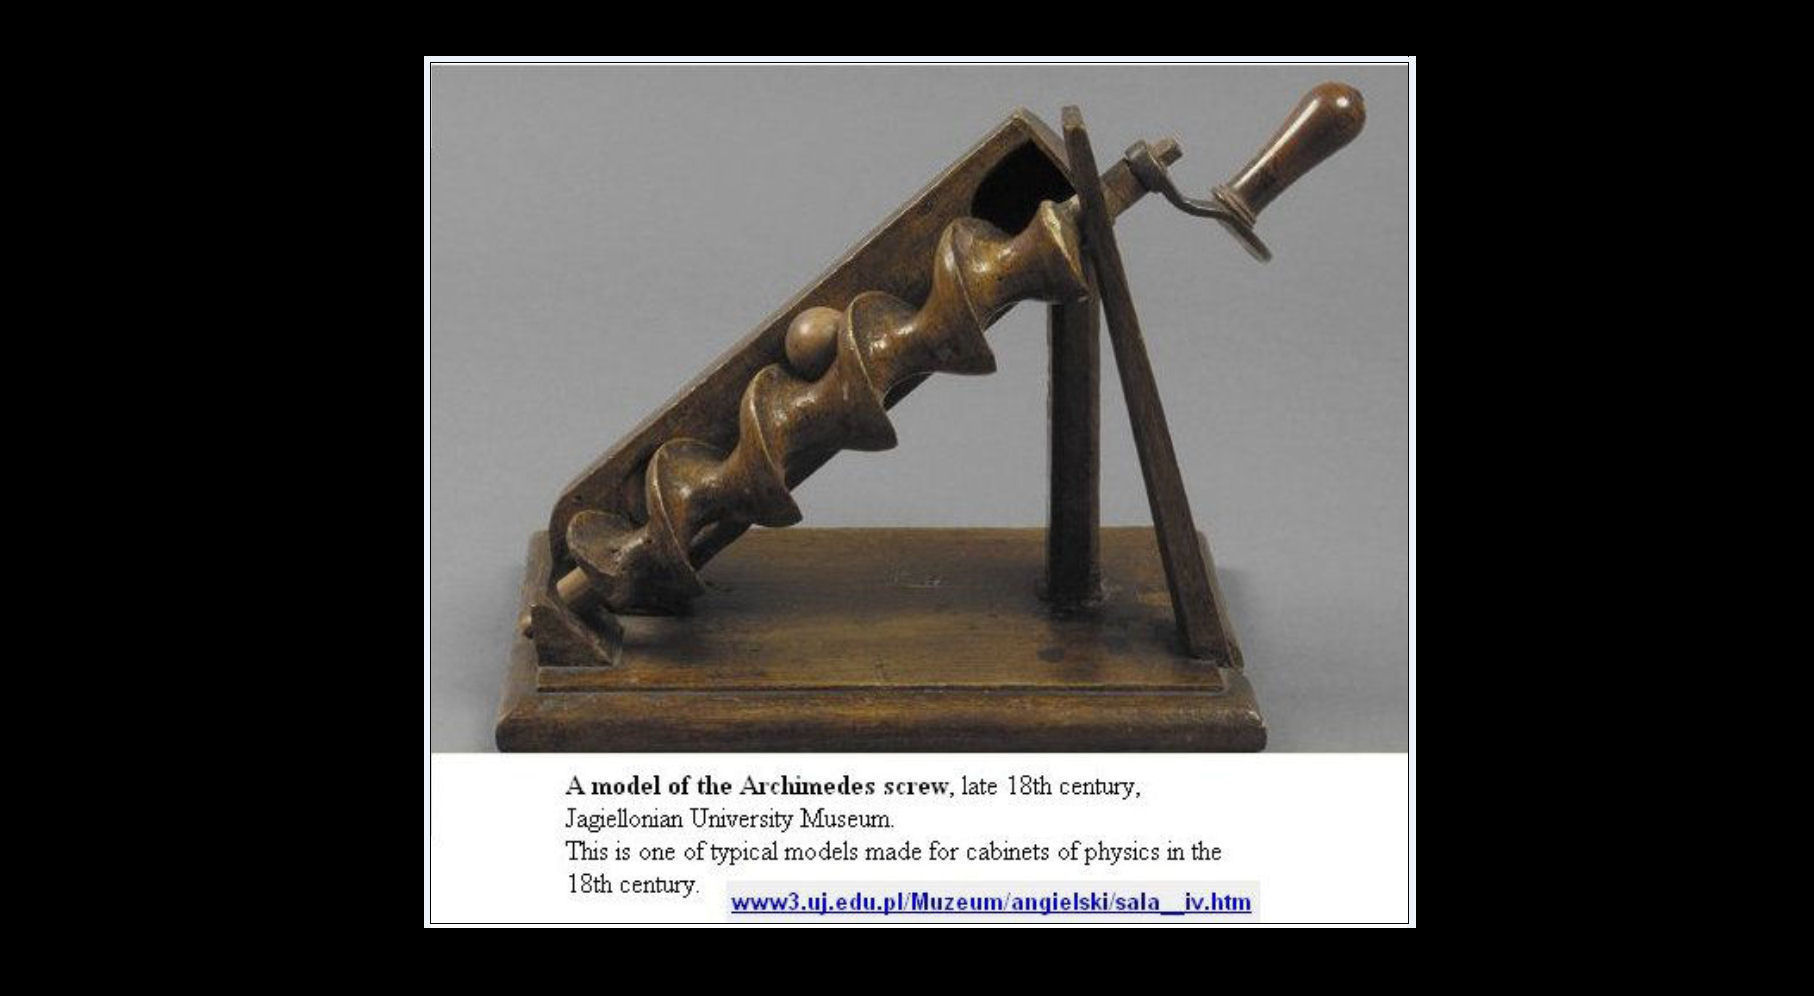 A model of the Archimedes screw, late 18th century,
Jagiellonian University Museum.
This is one of typical models made for cabinets of physics in the
18th century.
www3.uj.edu.pl/Muzeum/angielski/sala__iv.htm